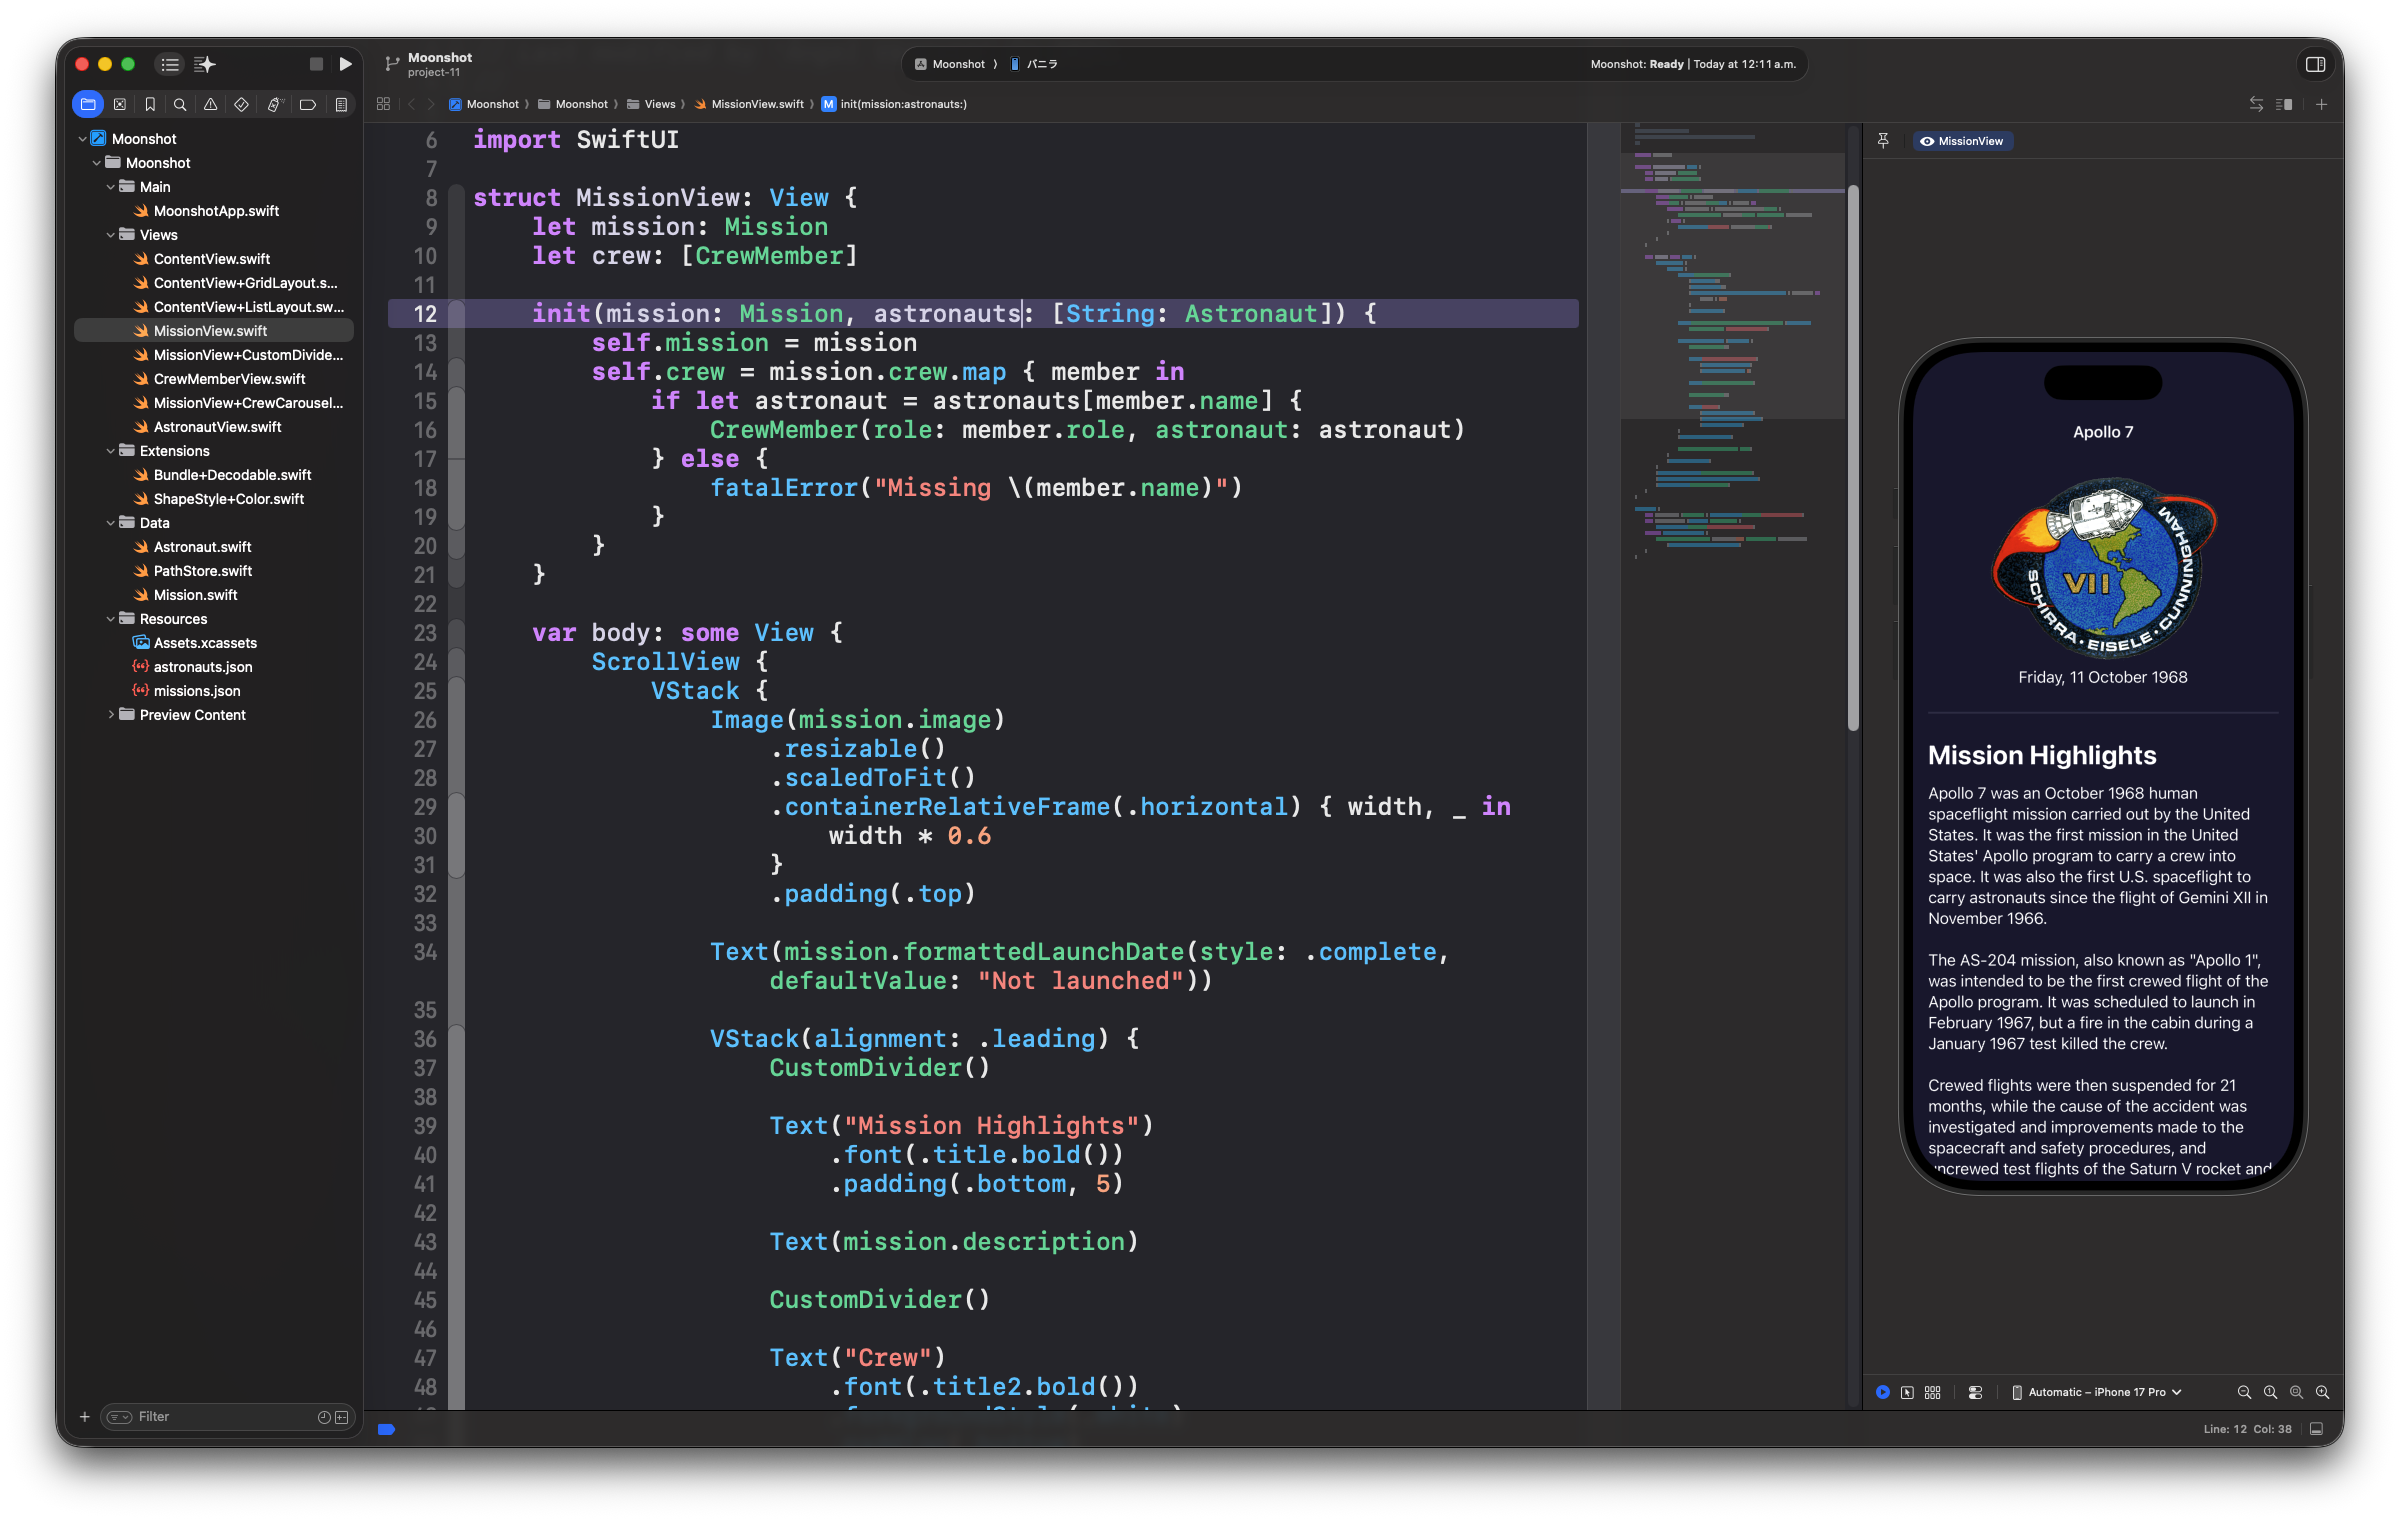 Moonshot
project-11
Moonshot 〉 バニラ
Moonshot: Ready | Today at 12:11 a.m.
Moonshot 〉 Moonshot 〉 Views 〉 MissionView.swift 〉 M init(mission:astronauts:)
Moonshot
Moonshot
Main
MoonshotApp.swift
Views
ContentView.swift
ContentView+GridLayout.s...
ContentView+ListLayout.sw...
MissionView.swift
MissionView+CustomDivide...
CrewMemberView.swift
MissionView+CrewCarousel...
AstronautView.swift
Extensions
Bundle+Decodable.swift
ShapeStyle+Color.swift
Data
Astronaut.swift
PathStore.swift
Mission.swift
Resources
Assets.xcassets
astronauts.json
missions.json
Preview Content
Filter
6 import SwiftUI
7
8 struct MissionView: View {
9 let mission: Mission
10 let crew: [CrewMember]
11
12 init(mission: Mission, astronauts: [String: Astronaut]) {
13 self.mission = mission
14 self.crew = mission.crew.map { member in
15 if let astronaut = astronauts[member.name] {
16 CrewMember(role: member.role, astronaut: astronaut)
17 } else {
18 fatalError("Missing \(member.name)")
19 }
20 }
21 }
22
23 var body: some View {
24 ScrollView {
25 VStack {
26 Image(mission.image)
27 .resizable()
28 .scaledToFit()
29 .containerRelativeFrame(.horizontal) { width, _ in
30 width * 0.6
31 }
32 .padding(.top)
33
34 Text(mission.formattedLaunchDate(style: .complete,
defaultValue: "Not launched"))
35
36 VStack(alignment: .leading) {
37 CustomDivider()
38
39 Text("Mission Highlights")
40 .font(.title.bold())
41 .padding(.bottom, 5)
42
43 Text(mission.description)
44
45 CustomDivider()
46
47 Text("Crew")
48 .font(.title2.bold())
MissionView
Apollo 7
VII
SCHIRRA • EISELE • CUNNINGHAM
Friday, 11 October 1968
Mission Highlights
Apollo 7 was an October 1968 human
spaceflight mission carried out by the United
States. It was the first mission in the United
States' Apollo program to carry a crew into
space. It was also the first U.S. spaceflight to
carry astronauts since the flight of Gemini XII in
November 1966.
The AS-204 mission, also known as "Apollo 1",
was intended to be the first crewed flight of the
Apollo program. It was scheduled to launch in
February 1967, but a fire in the cabin during a
January 1967 test killed the crew.
Crewed flights were then suspended for 21
months, while the cause of the accident was
investigated and improvements made to the
spacecraft and safety procedures, and
uncrewed test flights of the Saturn V rocket and
Automatic – iPhone 17 Pro
Line: 12 Col: 38